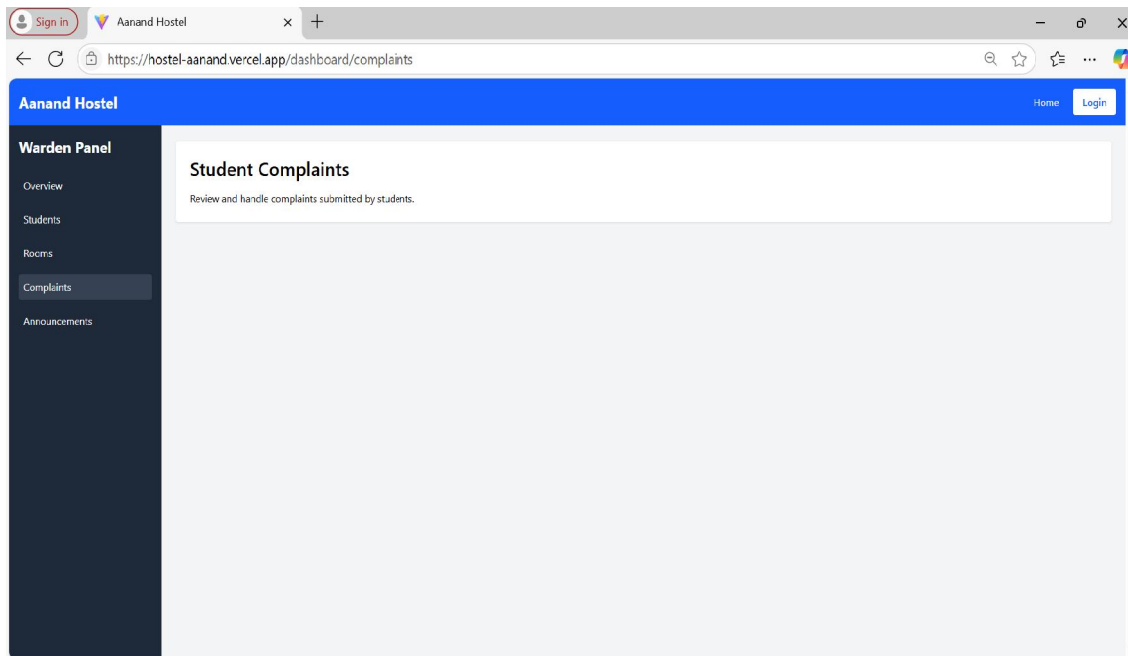 Sign in
Aanand Hostel
https://hostel-aanand.vercel.app/dashboard/complaints
Aanand Hostel
Home
Login
Warden Panel
Overview
Students
Rooms
Complaints
Announcements
Student Complaints
Review and handle complaints submitted by students.